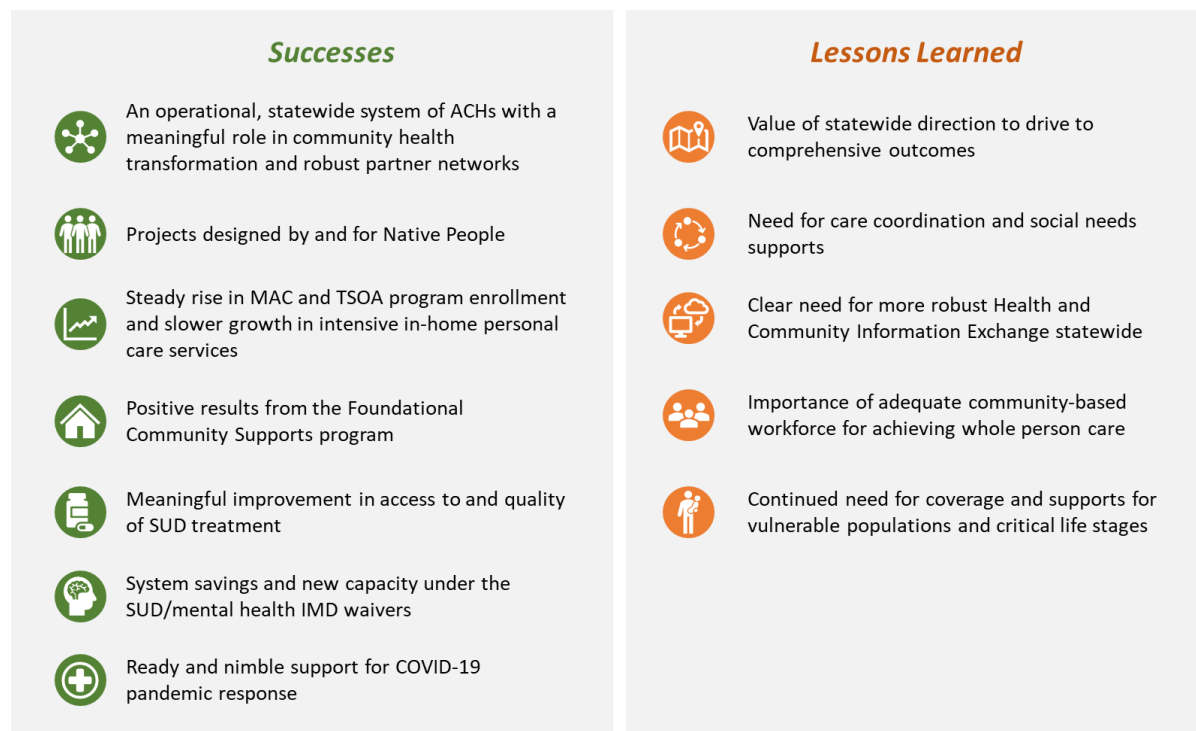 Successes
An operational, statewide system of ACHs with a
meaningful role in community health
transformation and robust partner networks
Projects designed by and for Native People
Steady rise in MAC and TSOA program enrollment
and slower growth in intensive in-home personal
care services
Positive results from the Foundational
Community Supports program
Meaningful improvement in access to and quality
of SUD treatment
System savings and new capacity under the
SUD/mental health IMD waivers
Ready and nimble support for COVID-19
pandemic response
Lessons Learned
Value of statewide direction to drive to
comprehensive outcomes
Need for care coordination and social needs
supports
Clear need for more robust Health and
Community Information Exchange statewide
Importance of adequate community-based
workforce for achieving whole person care
Continued need for coverage and supports for
vulnerable populations and critical life stages